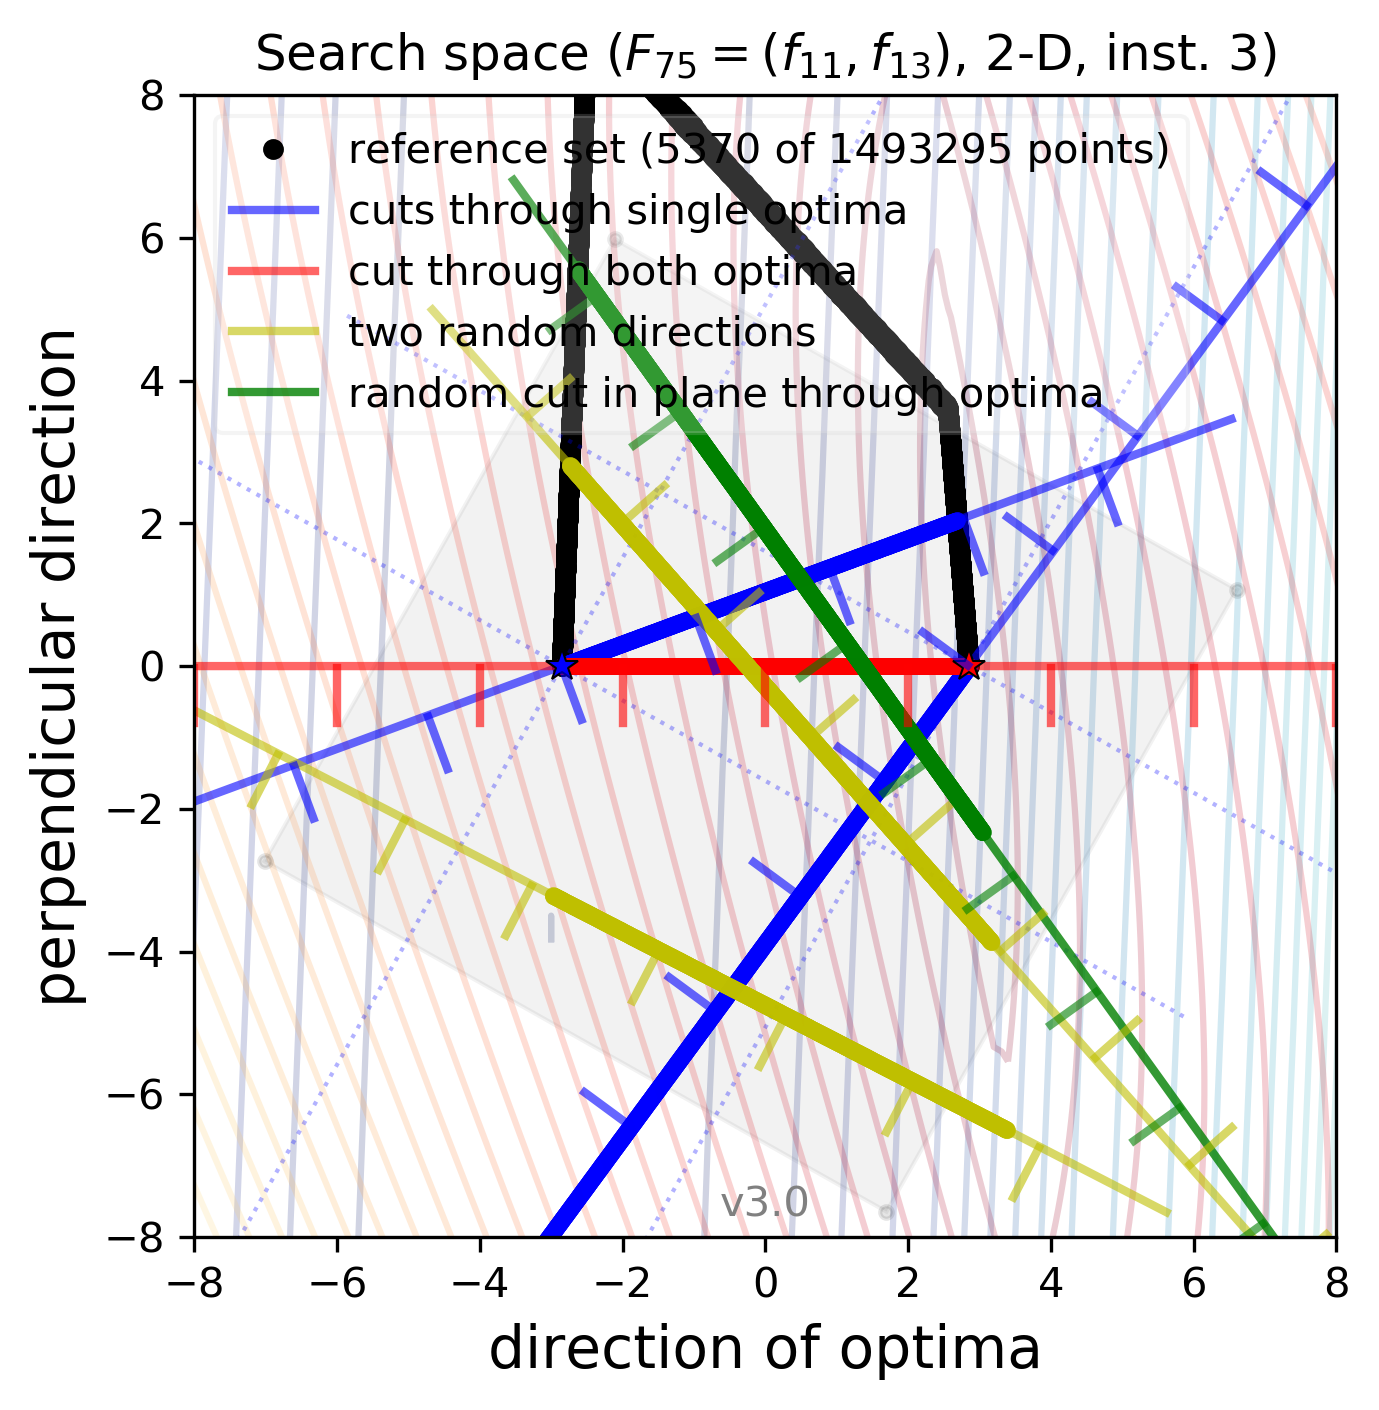 Search space (F₇₅ = (f₁₁, f₁₃), 2-D, inst. 3)
reference set (5370 of 1493295 points)
cuts through single optima
cut through both optima
two random directions
random cut in plane through optima
perpendicular direction
8
6
4
2
0
−2
−4
−6
−8
v3.0
−8 −6 −4 −2 0 2 4 6 8
direction of optima